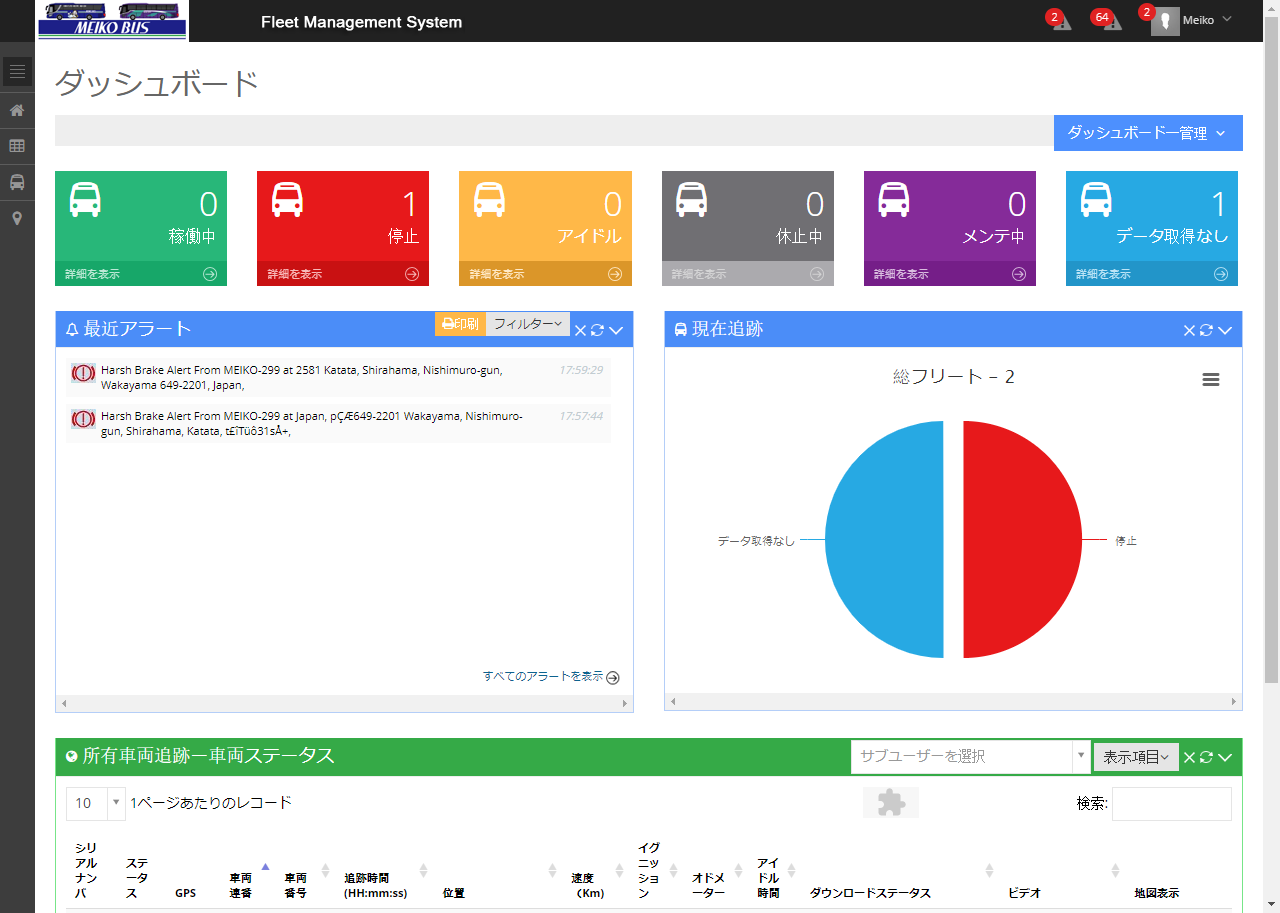 MEIKO BUS
Fleet Management System
2
64
2
Meiko
ダッシュボード
ダッシュボードー管理
0
稼働中
詳細を表示
1
停止
詳細を表示
0
アイドル
詳細を表示
0
休止中
詳細を表示
0
メンテ中
詳細を表示
1
データ取得なし
詳細を表示
最近アラート
印刷
フィルター
Harsh Brake Alert From MEIKO-299 at 2581 Katata, Shirahama, Nishimuro-gun,
Wakayama 649-2201, Japan,
17:59:29
Harsh Brake Alert From MEIKO-299 at Japan, pÇÆ649-2201 Wakayama, Nishimuro-
gun, Shirahama, Katata, t£ÎTüô31sÅ+,
17:57:44
すべてのアラートを表示
現在追跡
総フリート – 2
データ取得なし
停止
所有車両追跡ー車両ステータス
サブユーザーを選択
表示項目
10
1ページあたりのレコード
検索:
シリ
アル
ナン
バ
ステ
ータ
ス
GPS
車両
連番
車両
番号
追跡時間
(HH:mm:ss)
位置
速度
（Km)
イグ
ニッ
ショ
ン
オドメ
ーター
アイ
ドル
時間
ダウンロードステータス
ビデオ
地図表示